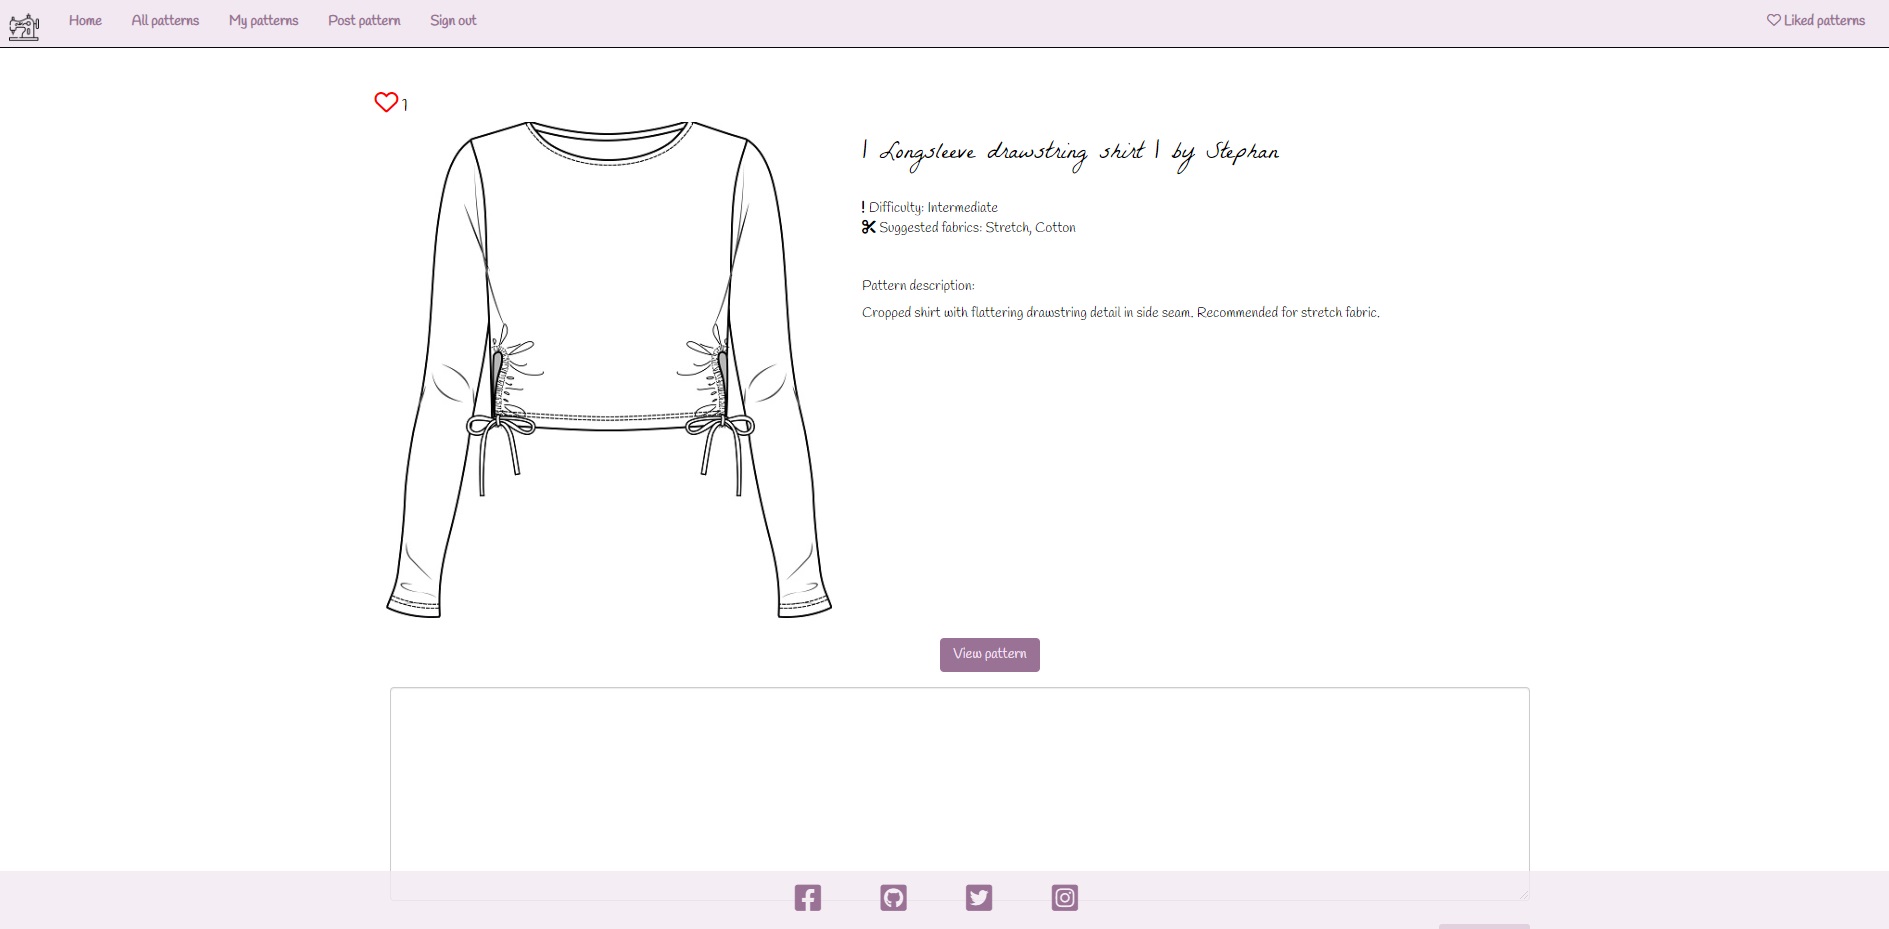 Home All patterns My patterns Post pattern Sign out Liked patterns
1
| Longsleeve drawstring shirt | by Stephan
! Difficulty: Intermediate
Suggested fabrics: Stretch, Cotton
Pattern description:
Cropped shirt with flattering drawstring detail in side seam. Recommended for stretch fabric.
View pattern